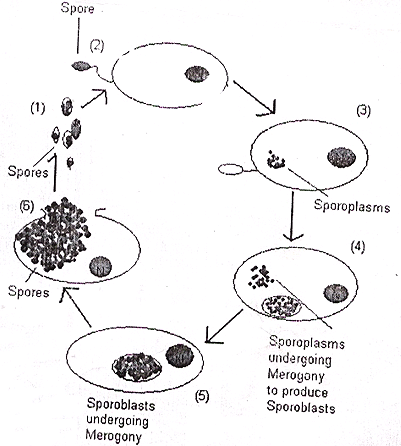 Spore
(2)
(1)
(3)
Spores
Sporoplasms
(6)
(4)
Spores
Sporoplasms
undergoing
Merogony
to produce
Sporoblasts
(5)
Sporoblasts
undergoing
Merogony